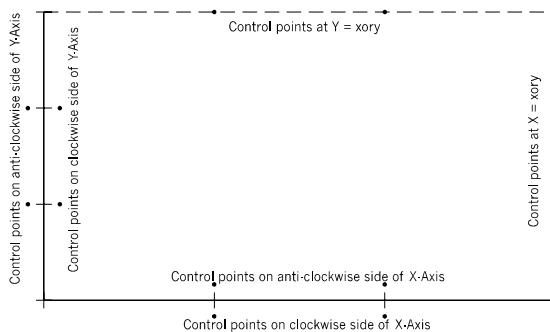 Control points at Y = xory
Control points on anti-clockwise side of Y-Axis
Control points on clockwise side of Y-Axis
Control points at X = xory
Control points on anti-clockwise side of X-Axis
Control points on clockwise side of X-Axis